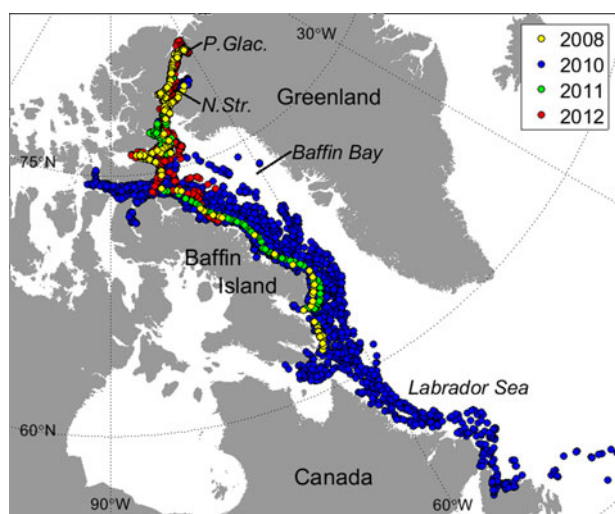 30°W
2008
2010
2011
2012
P.Glac.
N.Str.
Greenland
Baffin Bay
75°N
Baffin
Island
Labrador Sea
60°N
Canada
90°W
60°W